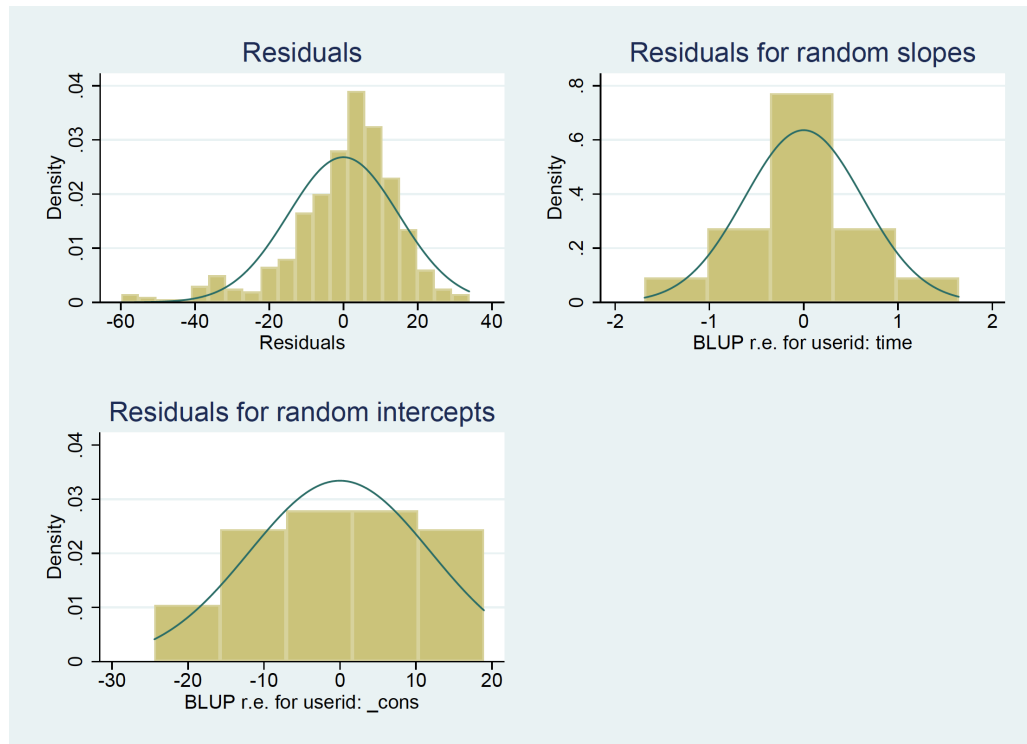 Residuals
Density
.04
.03
.02
.01
0
-60 -40 -20 0 20 40
Residuals
Residuals for random slopes
Density
.8
.6
.4
.2
0
-2 -1 0 1 2
BLUP r.e. for userid: time
Residuals for random intercepts
Density
.04
.03
.02
.01
0
-30 -20 -10 0 10 20
BLUP r.e. for userid: _cons